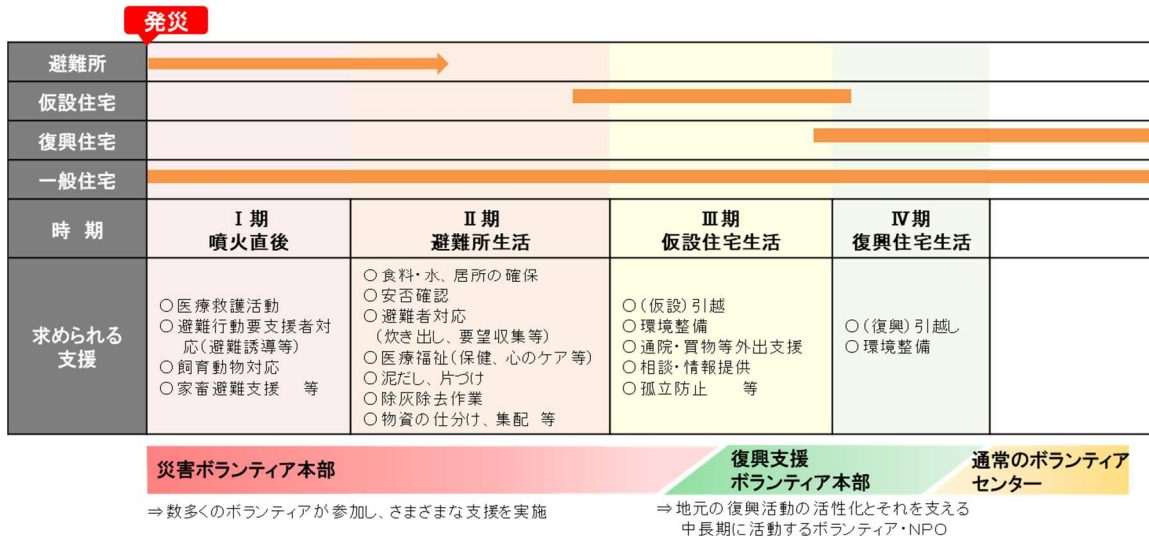 発災
避難所
仮設住宅
復興住宅
一般住宅
時 期
Ⅰ期
噴火直後
Ⅱ期
避難所生活
Ⅲ期
仮設住宅生活
Ⅳ期
復興住宅生活
求められる
支援
○医療救護活動
○避難行動要支援者対
応(避難誘導等)
○飼育動物対応
○家畜避難支援 等
○食料・水、居所の確保
○安否確認
○避難者対応
(炊き出し、要望収集等)
○医療福祉(保健、心のケア等)
○泥だし、片づけ
○除灰除去作業
○物資の仕分け、集配 等
○(仮設)引越
○環境整備
○通院・買物等外出支援
○相談・情報提供
○孤立防止 等
○(復興)引越し
○環境整備
災害ボランティア本部
⇒数多くのボランティアが参加し、さまざまな支援を実施
復興支援
ボランティア本部
⇒地元の復興活動の活性化とそれを支える
中長期に活動するボランティア・NPO
通常のボランティア
センター